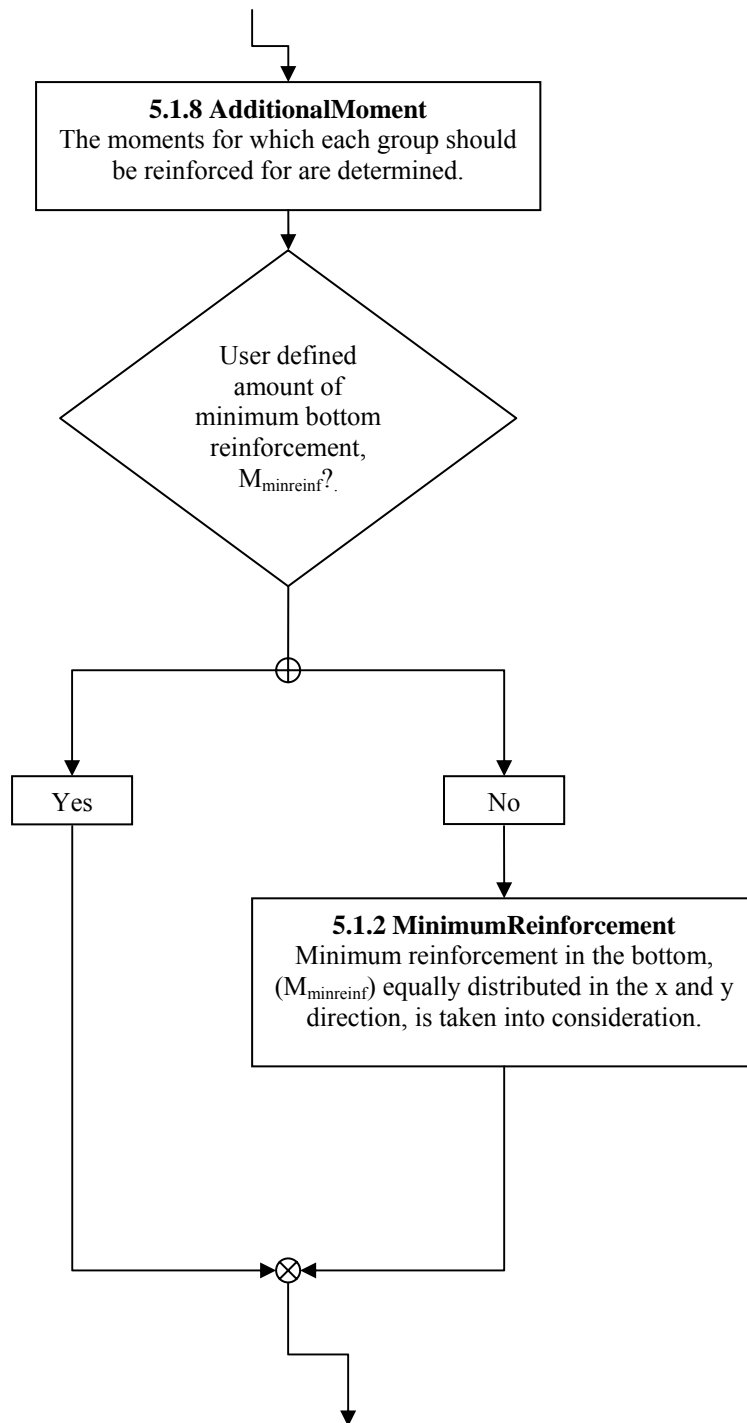 5.1.8 AdditionalMoment
The moments for which each group should
be reinforced for are determined.
User defined
amount of
minimum bottom
reinforcement,
Mminreinf?.
Yes
No
5.1.2 MinimumReinforcement
Minimum reinforcement in the bottom,
(Mminreinf) equally distributed in the x and y
direction, is taken into consideration.